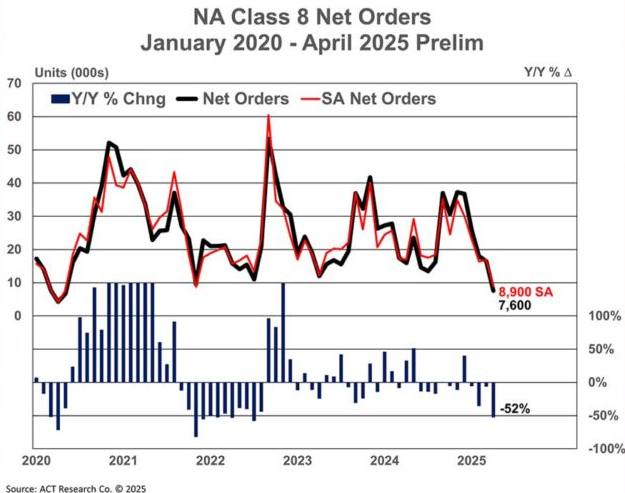 NA Class 8 Net Orders
January 2020 - April 2025 Prelim
Units (000s) Y/Y % Δ
Y/Y % Chng Net Orders SA Net Orders
70
60
50
40
30
20
10
0
8,900 SA
7,600
100%
50%
0%
-50%
-100%
-52%
2020 2021 2022 2023 2024 2025
Source: ACT Research Co. © 2025